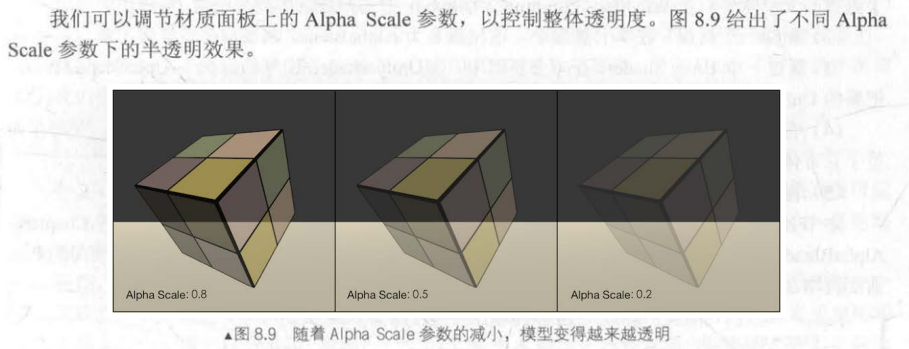 我们可以调节材质面板上的 Alpha Scale 参数，以控制整体透明度。图 8.9 给出了不同 Alpha
Scale 参数下的半透明效果。
Alpha Scale: 0.8
Alpha Scale: 0.5
Alpha Scale: 0.2
▲图 8.9 随着 Alpha Scale 参数的减小，模型变得越来越透明